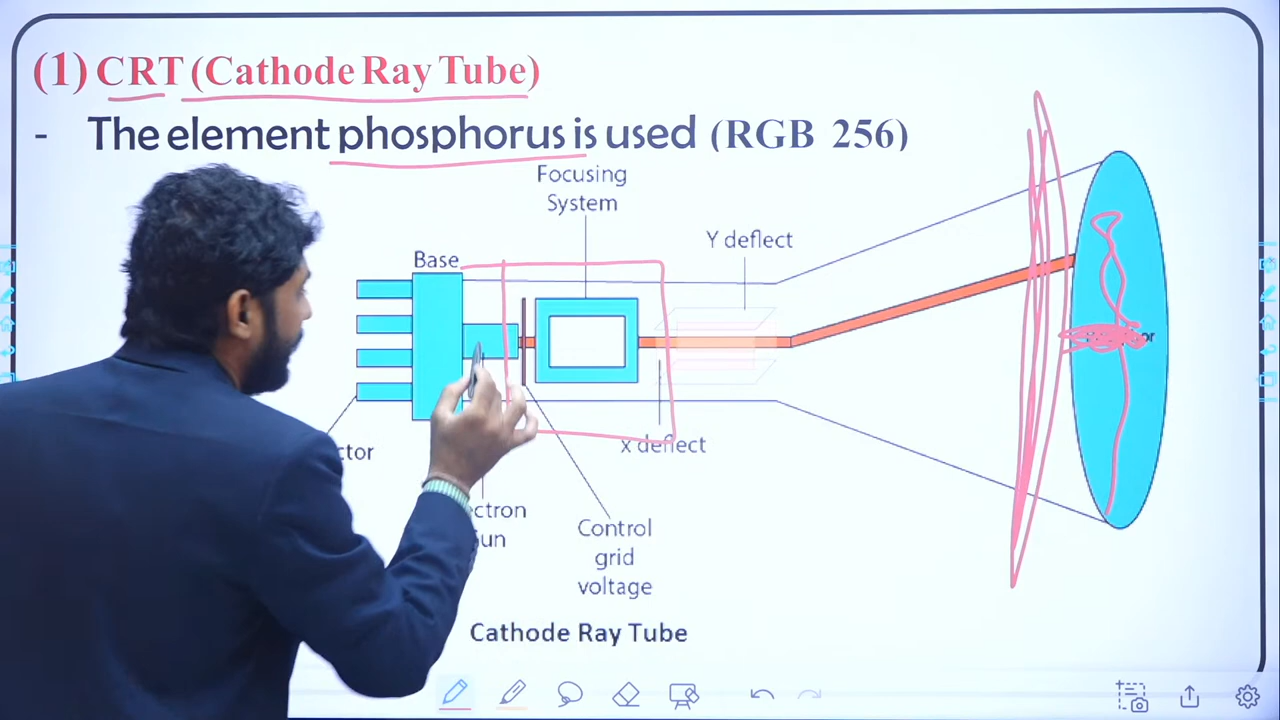 (1) CRT (Cathode Ray Tube)
- The element phosphorus is used (RGB 256)
Focusing
System
Y deflect
Base
x deflect
Control
grid
voltage
Cathode Ray Tube